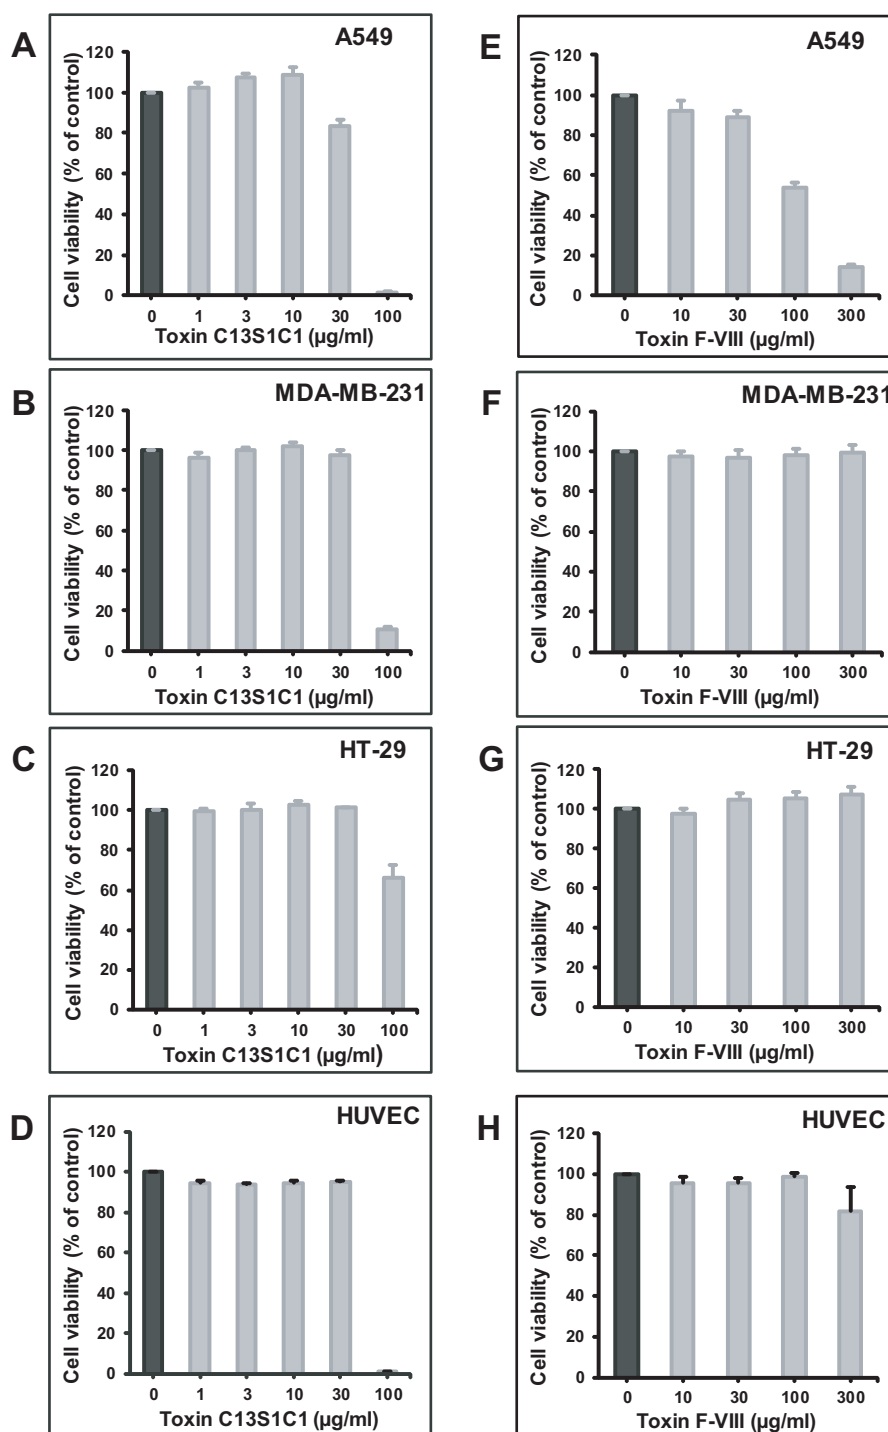 A
A549
Cell viability (% of control)
120
100
80
60
40
20
0
0 1 3 10 30 100
Toxin C13S1C1 (µg/ml)
B
MDA-MB-231
Cell viability (% of control)
120
100
80
60
40
20
0
0 1 3 10 30 100
Toxin C13S1C1 (µg/ml)
C
HT-29
Cell viability (% of control)
120
100
80
60
40
20
0
0 1 3 10 30 100
Toxin C13S1C1 (µg/ml)
D
HUVEC
Cell viability (% of control)
120
100
80
60
40
20
0
0 1 3 10 30 100
Toxin C13S1C1 (µg/ml)
E
A549
Cell viability (% of control)
120
100
80
60
40
20
0
0 10 30 100 300
Toxin F-VIII (µg/ml)
F
MDA-MB-231
Cell viability (% of control)
120
100
80
60
40
20
0
0 10 30 100 300
Toxin F-VIII (µg/ml)
G
HT-29
Cell viability (% of control)
120
100
80
60
40
20
0
0 10 30 100 300
Toxin F-VIII (µg/ml)
H
HUVEC
Cell viability (% of control)
120
100
80
60
40
20
0
0 10 30 100 300
Toxin F-VIII (µg/ml)